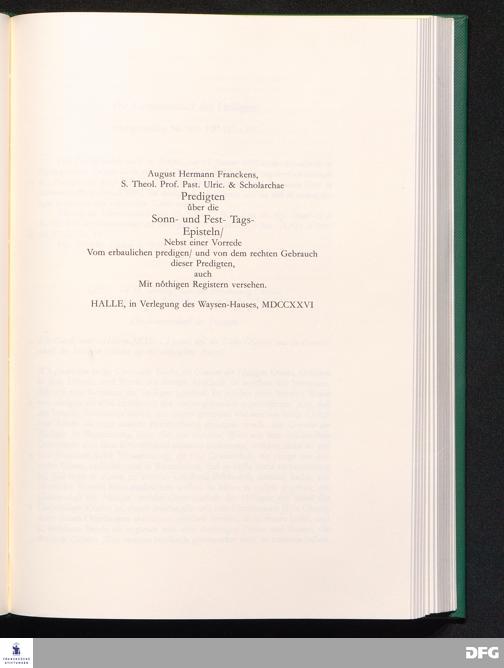 August Hermann Franckens,
S. Theol. Prof. Past. Ulric. & Scholarchae
Predigten
über die
Sonn- und Fest- Tags-
Episteln/
Nebst einer Vorrede
Vom erbaulichen predigen/ und von dem rechten Gebrauch
dieser Predigten,
auch
Mit nöthigen Registern versehen.
HALLE, in Verlegung des Waysen-Hauses, MDCCXXVI
FRANCKESCHE
STIFTUNGEN
DFG